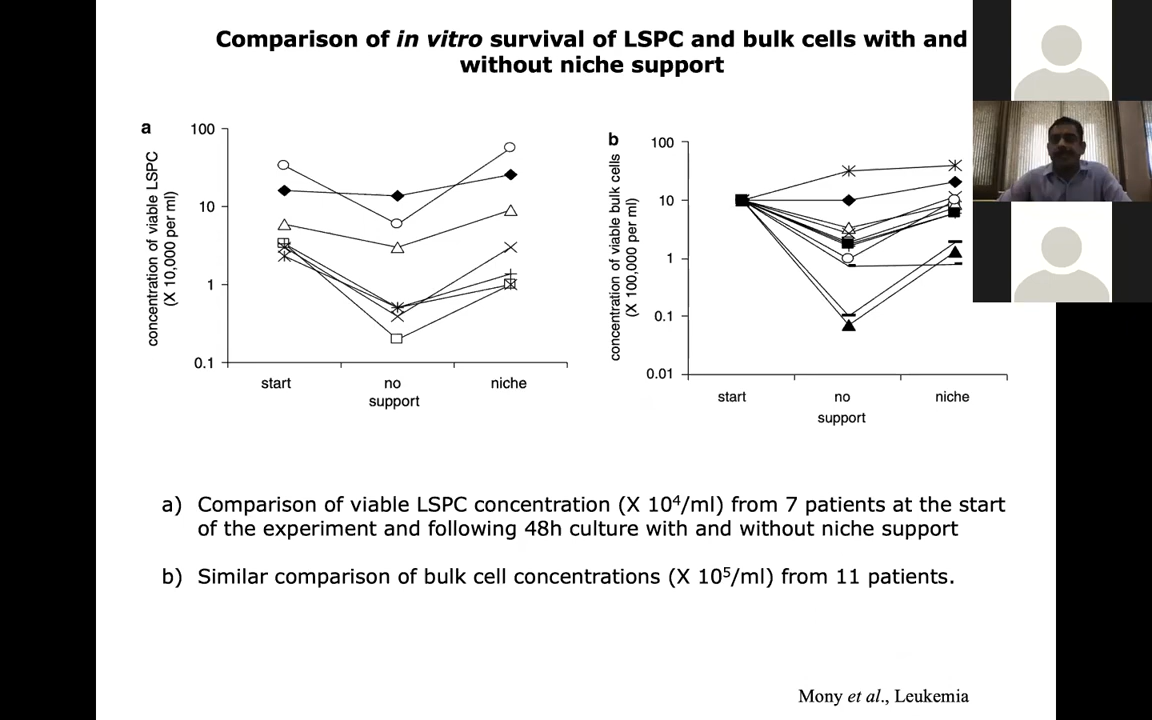 Comparison of in vitro survival of LSPC and bulk cells with and
without niche support
a
concentration of viable LSPC
(X 10,000 per ml)
100
10
1
0.1
start
no
support
niche
b
concentration of viable bulk cells
(X 100,000 per ml)
100
10
1
0.1
0.01
start
no
support
niche
a) Comparison of viable LSPC concentration (X 10⁴/ml) from 7 patients at the start
of the experiment and following 48h culture with and without niche support
b) Similar comparison of bulk cell concentrations (X 10⁵/ml) from 11 patients.
Mony et al., Leukemia